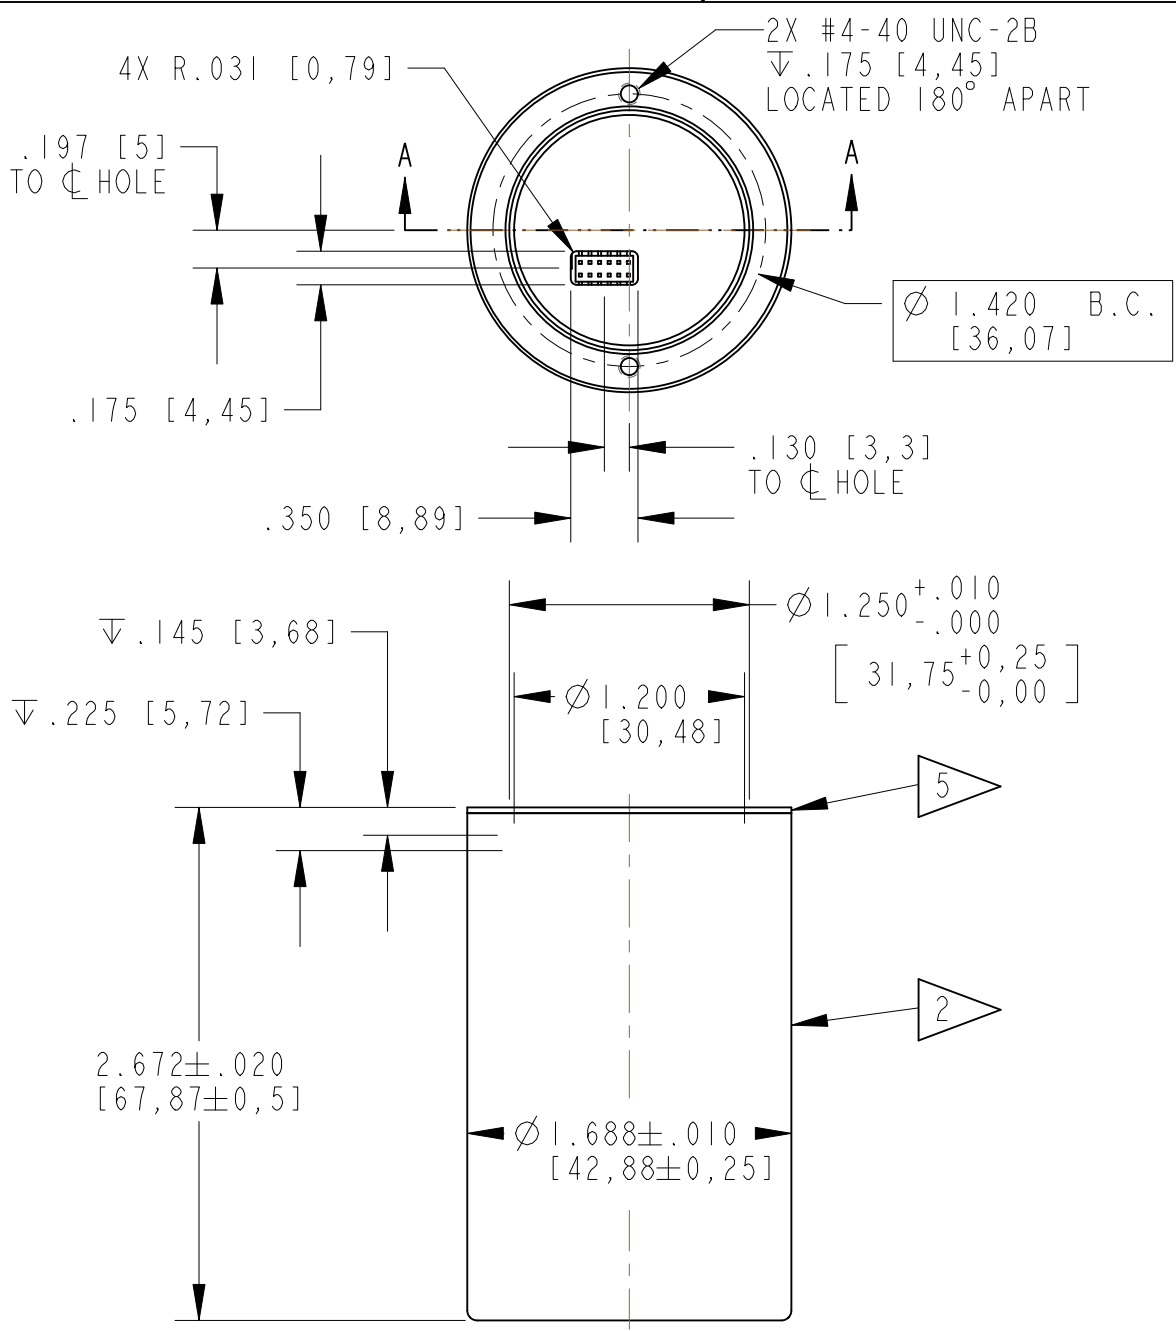 2X #4-40 UNC-2B
↧ .175 [4,45]
LOCATED 180° APART
4X R.031 [0,79]
.197 [5]
TO ℄ HOLE
A
A
Ø 1.420 B.C.
[36,07]
.175 [4,45]
.130 [3,3]
TO ℄ HOLE
.350 [8,89]
Ø1.250 +.010 -.000
[ 31,75 +0,25 -0,00 ]
↧ .145 [3,68]
Ø1.200
[30,48]
↧ .225 [5,72]
5
2
2.672±.020
[67,87±0,5]
Ø1.688±.010
[42,88±0,25]